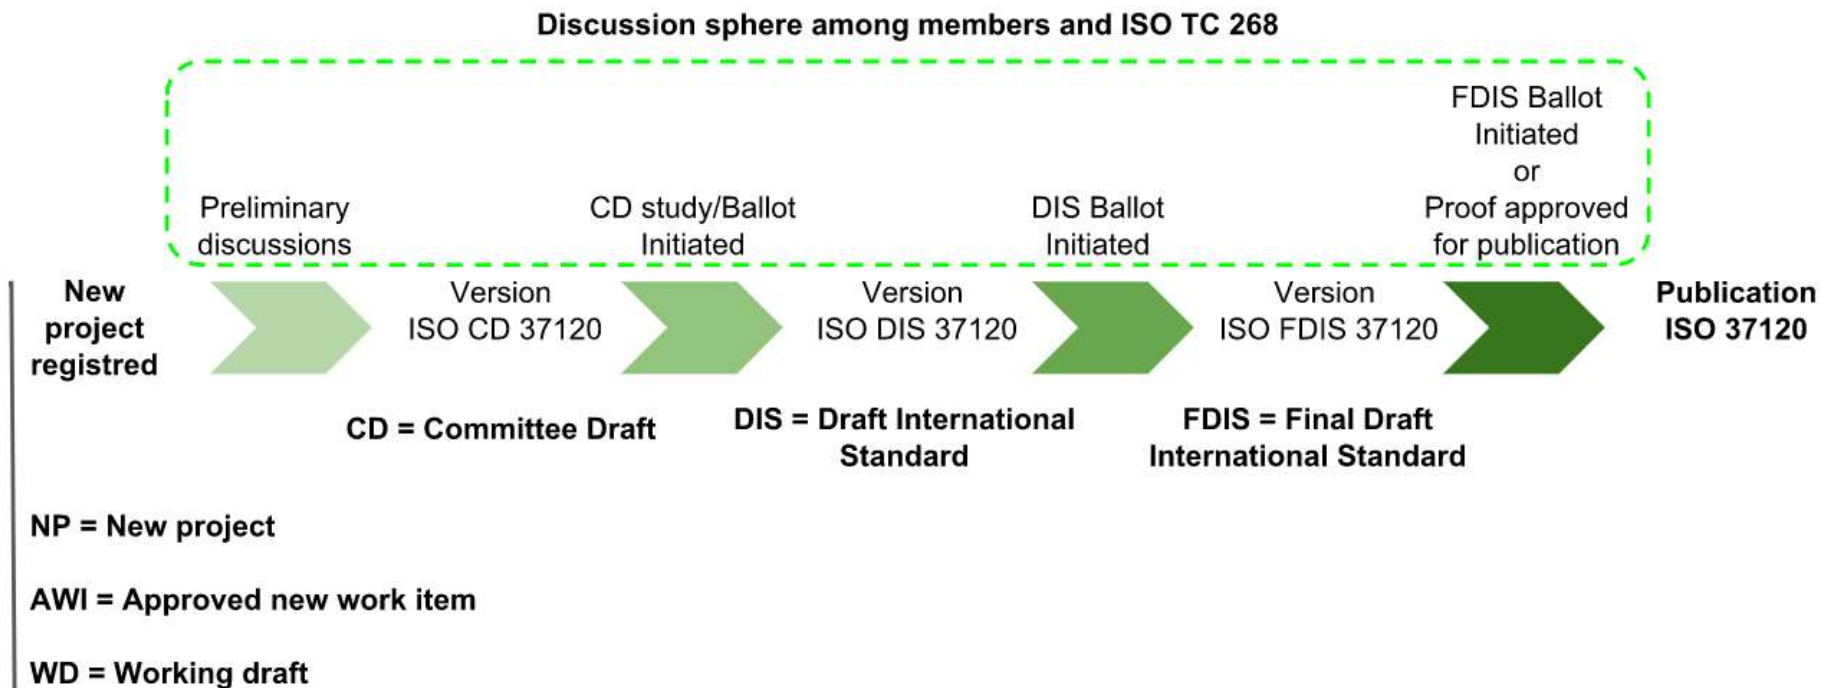 Discussion sphere among members and ISO TC 268
Preliminary
discussions
CD study/Ballot
Initiated
DIS Ballot
Initiated
FDIS Ballot
Initiated
or
Proof approved
for publication
New
project
registred
Version
ISO CD 37120
Version
ISO DIS 37120
Version
ISO FDIS 37120
Publication
ISO 37120
CD = Committee Draft
DIS = Draft International
Standard
FDIS = Final Draft
International Standard
NP = New project
AWI = Approved new work item
WD = Working draft